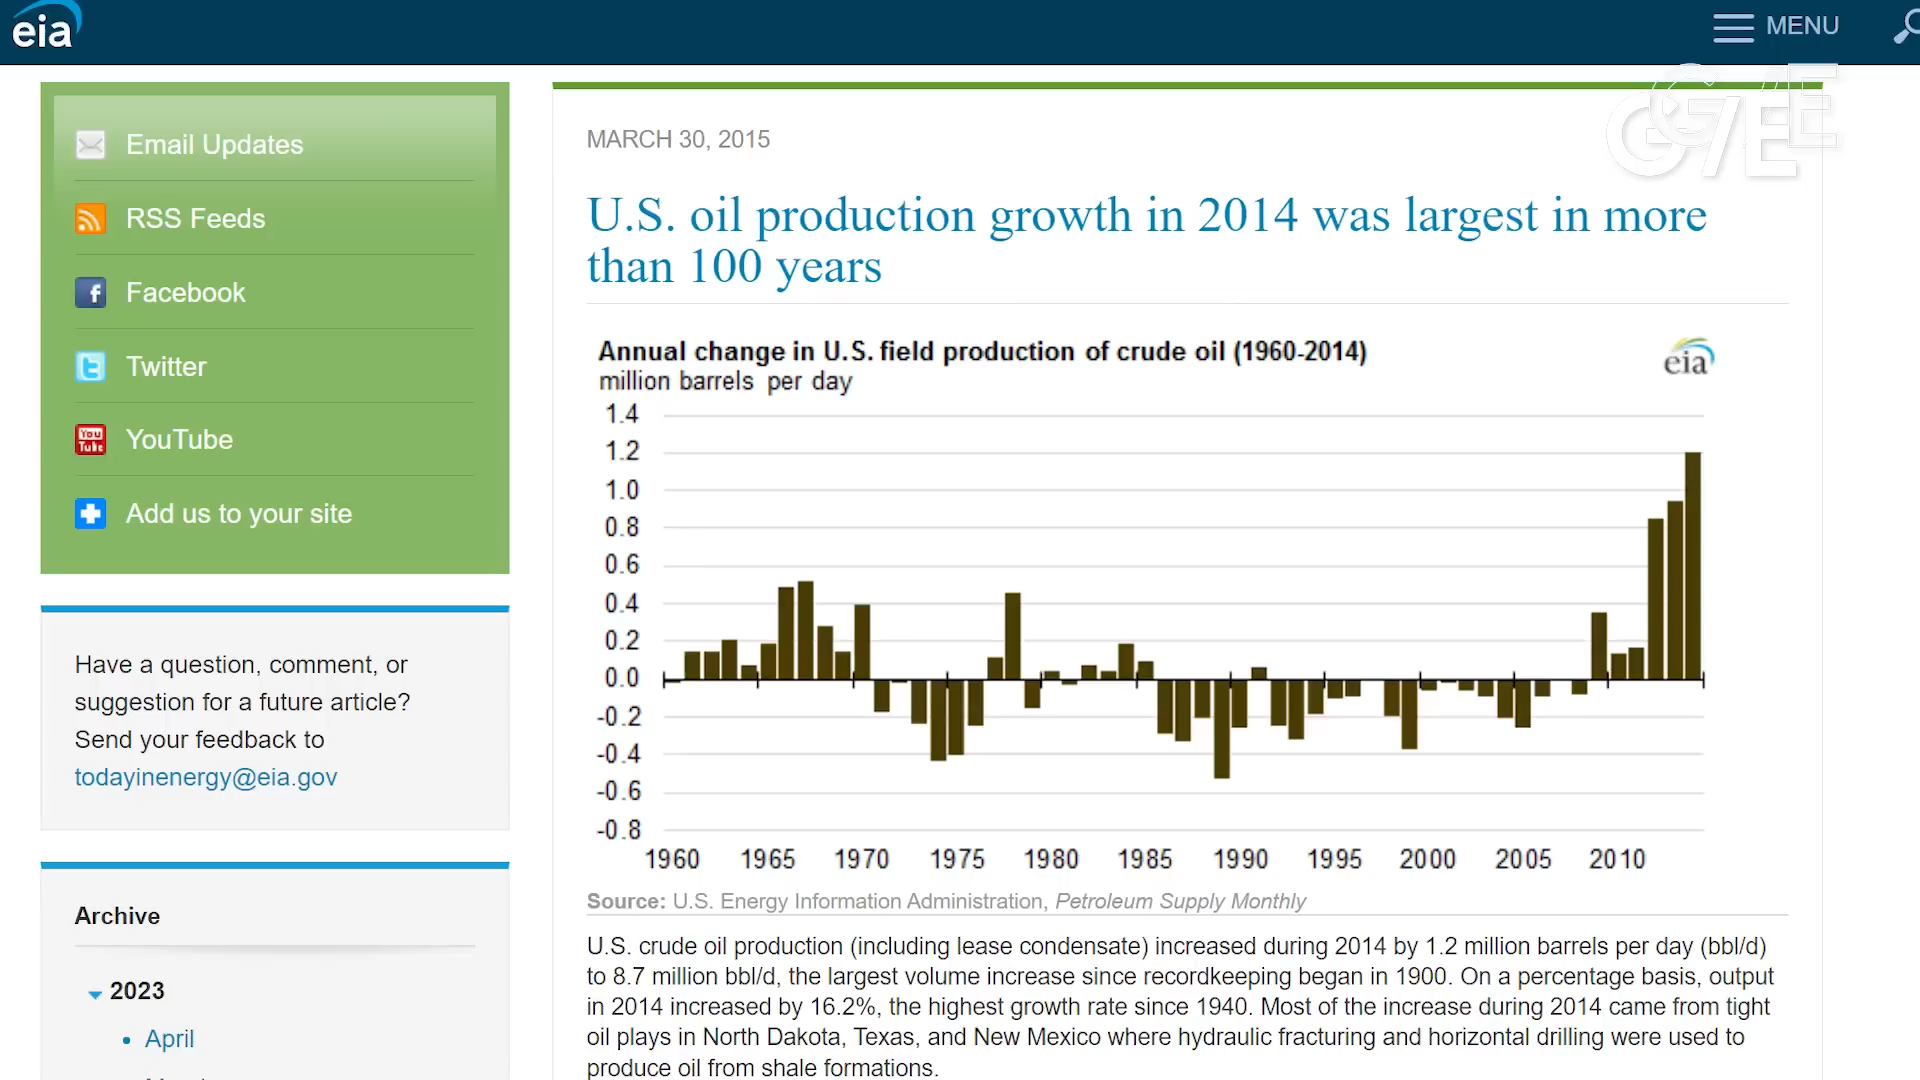 eia
MENU
Email Updates
RSS Feeds
Facebook
Twitter
YouTube
Add us to your site
Have a question, comment, or
suggestion for a future article?
Send your feedback to
todayinenergy@eia.gov
Archive
2023
April
MARCH 30, 2015
U.S. oil production growth in 2014 was largest in more
than 100 years
Annual change in U.S. field production of crude oil (1960-2014)
million barrels per day
eia
1.4
1.2
1.0
0.8
0.6
0.4
0.2
0.0
-0.2
-0.4
-0.6
-0.8
1960 1965 1970 1975 1980 1985 1990 1995 2000 2005 2010
Source: U.S. Energy Information Administration, Petroleum Supply Monthly
U.S. crude oil production (including lease condensate) increased during 2014 by 1.2 million barrels per day (bbl/d)
to 8.7 million bbl/d, the largest volume increase since recordkeeping began in 1900. On a percentage basis, output
in 2014 increased by 16.2%, the highest growth rate since 1940. Most of the increase during 2014 came from tight
oil plays in North Dakota, Texas, and New Mexico where hydraulic fracturing and horizontal drilling were used to
produce oil from shale formations.